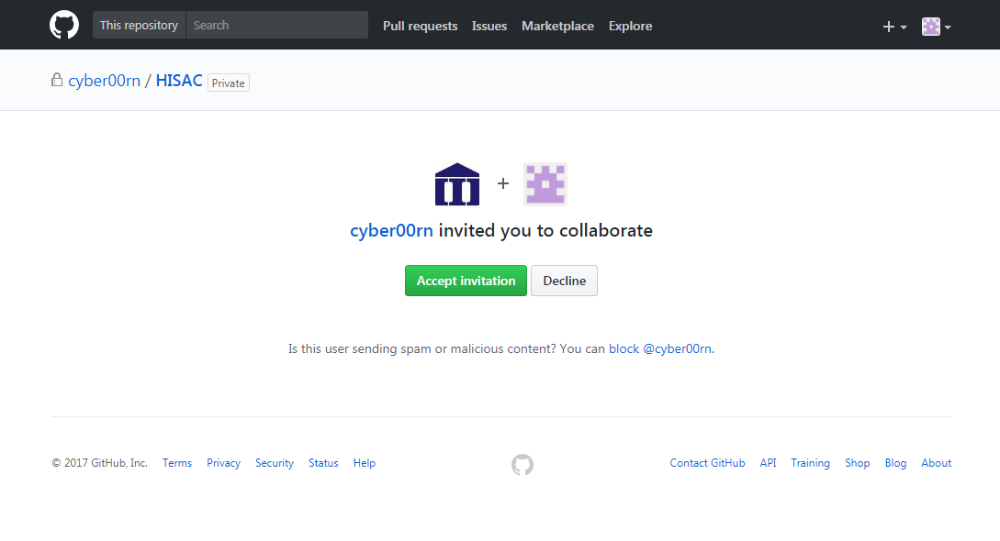 This repository Search Pull requests Issues Marketplace Explore
cyber00rn / HISAC Private
+
cyber00rn invited you to collaborate
Accept invitation Decline
Is this user sending spam or malicious content? You can block @cyber00rn.
© 2017 GitHub, Inc. Terms Privacy Security Status Help Contact GitHub API Training Shop Blog About